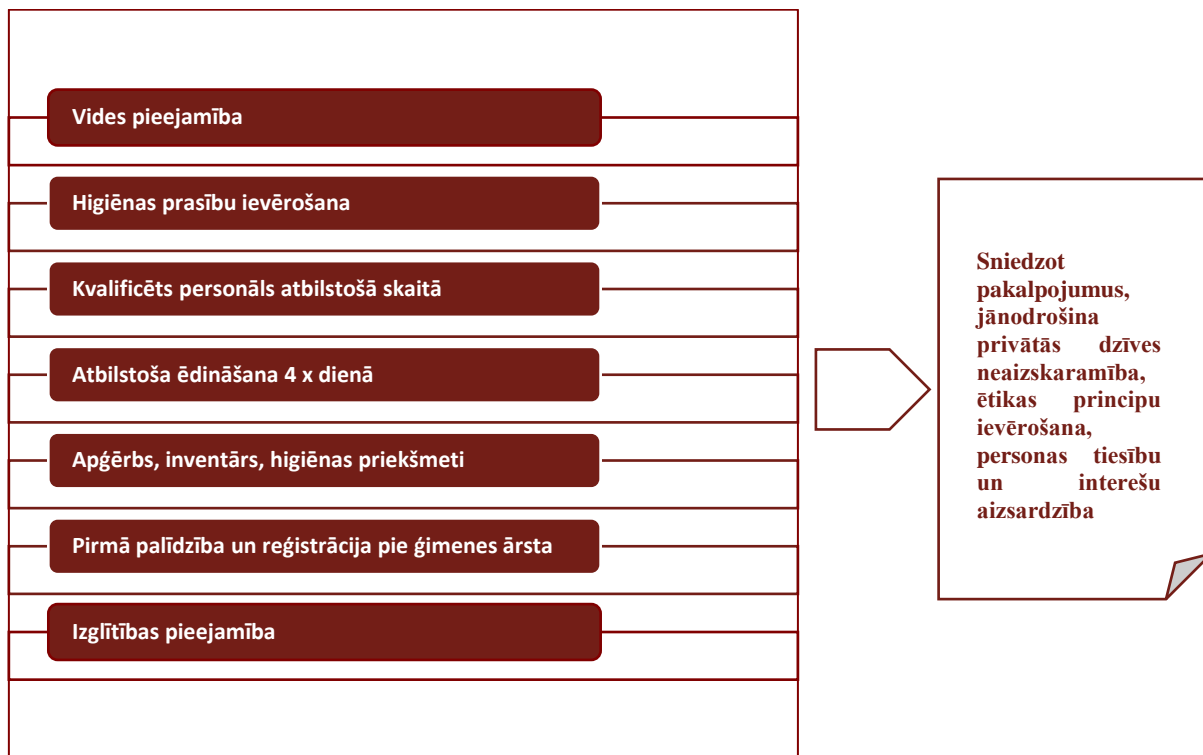 Vides pieejamība
Higiēnas prasību ievērošana
Kvalificēts personāls atbilstošā skaitā
Atbilstoša ēdināšana 4 x dienā
Apģērbs, inventārs, higiēnas priekšmeti
Pirmā palīdzība un reģistrācija pie ģimenes ārsta
Izglītības pieejamība
Sniedzot
pakalpojumus,
jānodrošina
privātās dzīves
neaizskaramība,
ētikas principu
ievērošana,
personas tiesību
un interešu
aizsardzība